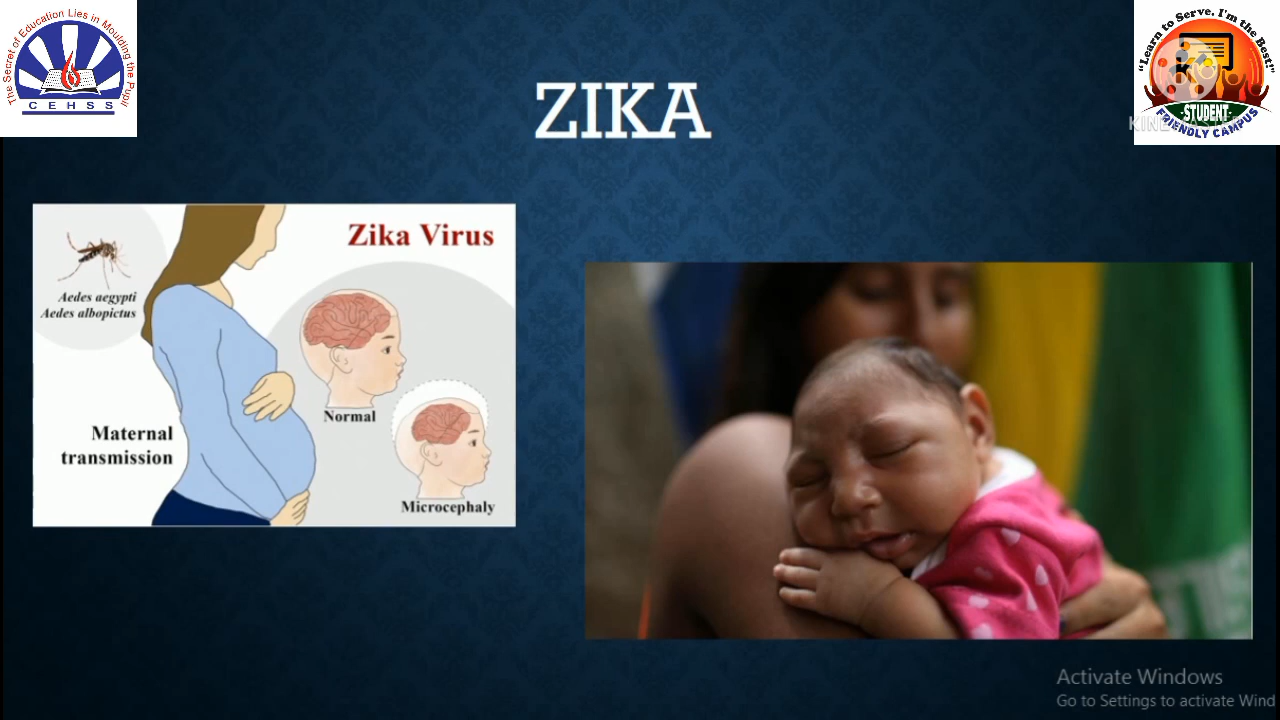 The Secret of Education Lies in Moulding the Pupil
C E H S S
"Learn to Serve, I'm the Best!"
STUDENT
FRIENDLY CAMPUS
ZIKA
Zika Virus
Aedes aegypti
Aedes albopictus
Normal
Maternal
transmission
Microcephaly
Activate Windows
Go to Settings to activate Wind